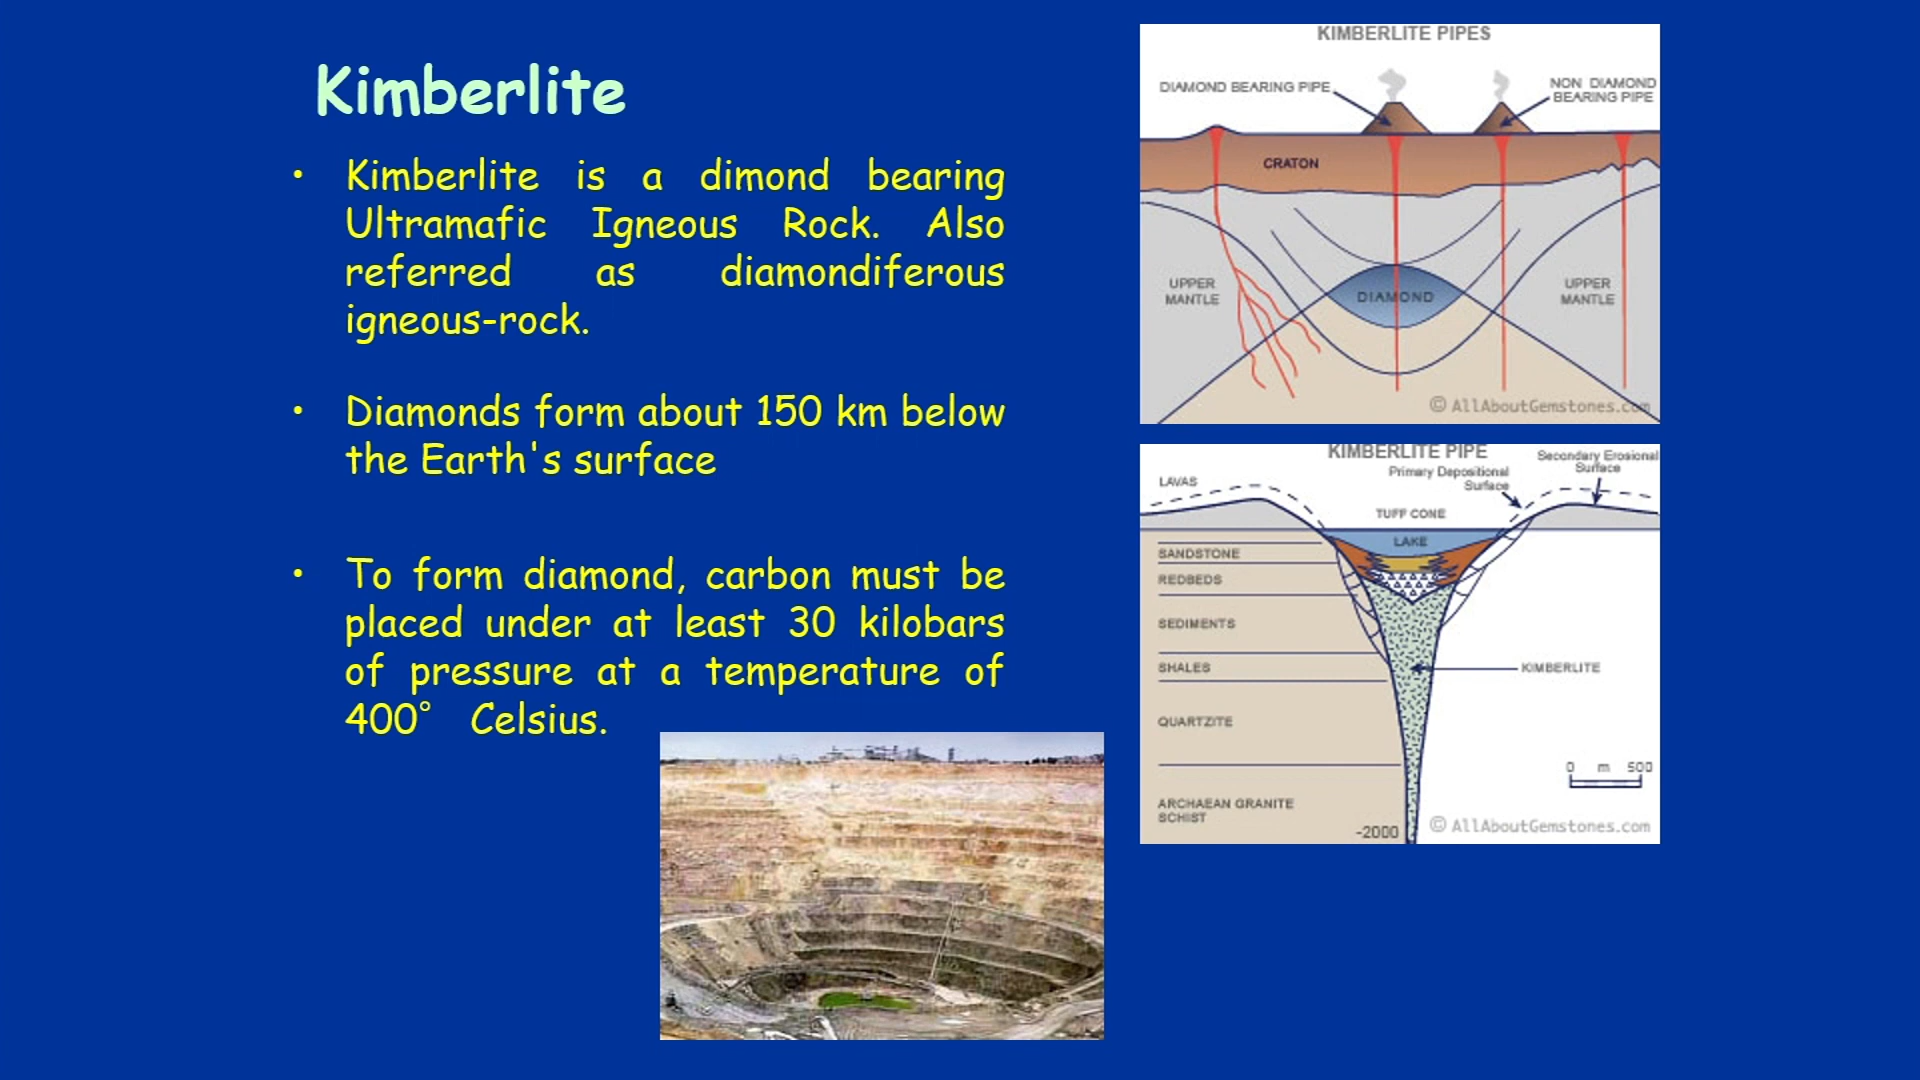 Kimberlite
• Kimberlite is a dimond bearing
Ultramafic Igneous Rock. Also
referred as diamondiferous
igneous-rock.
• Diamonds form about 150 km below
the Earth's surface
• To form diamond, carbon must be
placed under at least 30 kilobars
of pressure at a temperature of
400° Celsius.
KIMBERLITE PIPES
DIAMOND BEARING PIPE
NON DIAMOND
BEARING PIPE
CRATON
UPPER
MANTLE
DIAMOND
UPPER
MANTLE
© AllAboutGemstones.com
KIMBERLITE PIPE
Secondary Erosional
Surface
Primary Depositional
Surface
LAVAS
TUFF CONE
LAKE
SANDSTONE
REDBEDS
SEDIMENTS
SHALES
KIMBERLITE
QUARTZITE
0 m 500
ARCHAEAN GRANITE
SCHIST
-2000
© AllAboutGemstones.com